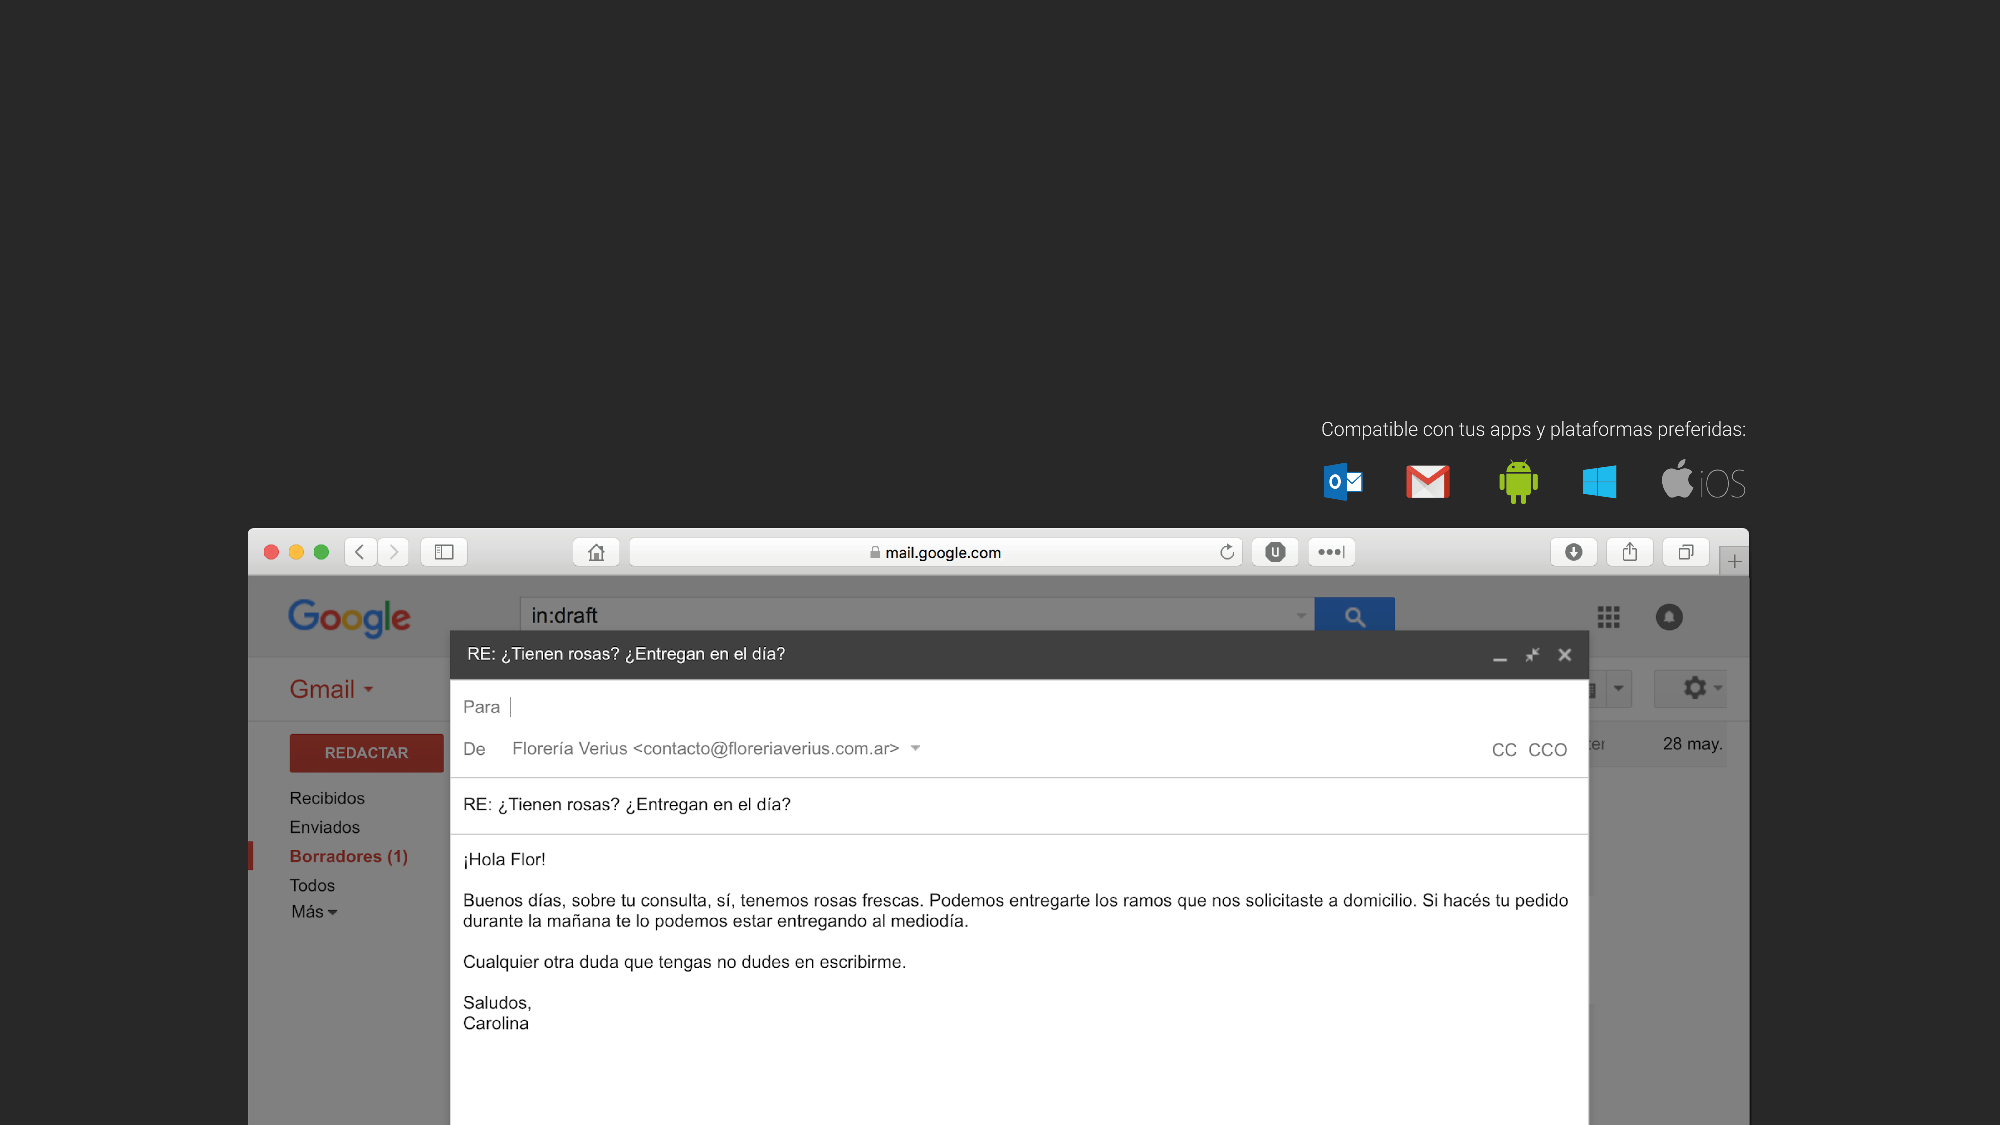 Compatible con tus apps y plataformas preferidas:
iOS
mail.google.com
Google
in:draft
RE: ¿Tienen rosas? ¿Entregan en el día?
Gmail
Para
De Florería Verius <contacto@floreriaverius.com.ar>
CC CCO
28 may.
REDACTAR
Recibidos
Enviados
Borradores (1)
Todos
Más
RE: ¿Tienen rosas? ¿Entregan en el día?
¡Hola Flor!
Buenos días, sobre tu consulta, sí, tenemos rosas frescas. Podemos entregarte los ramos que nos solicitaste a domicilio. Si hacés tu pedido
durante la mañana te lo podemos estar entregando al mediodía.
Cualquier otra duda que tengas no dudes en escribirme.
Saludos,
Carolina